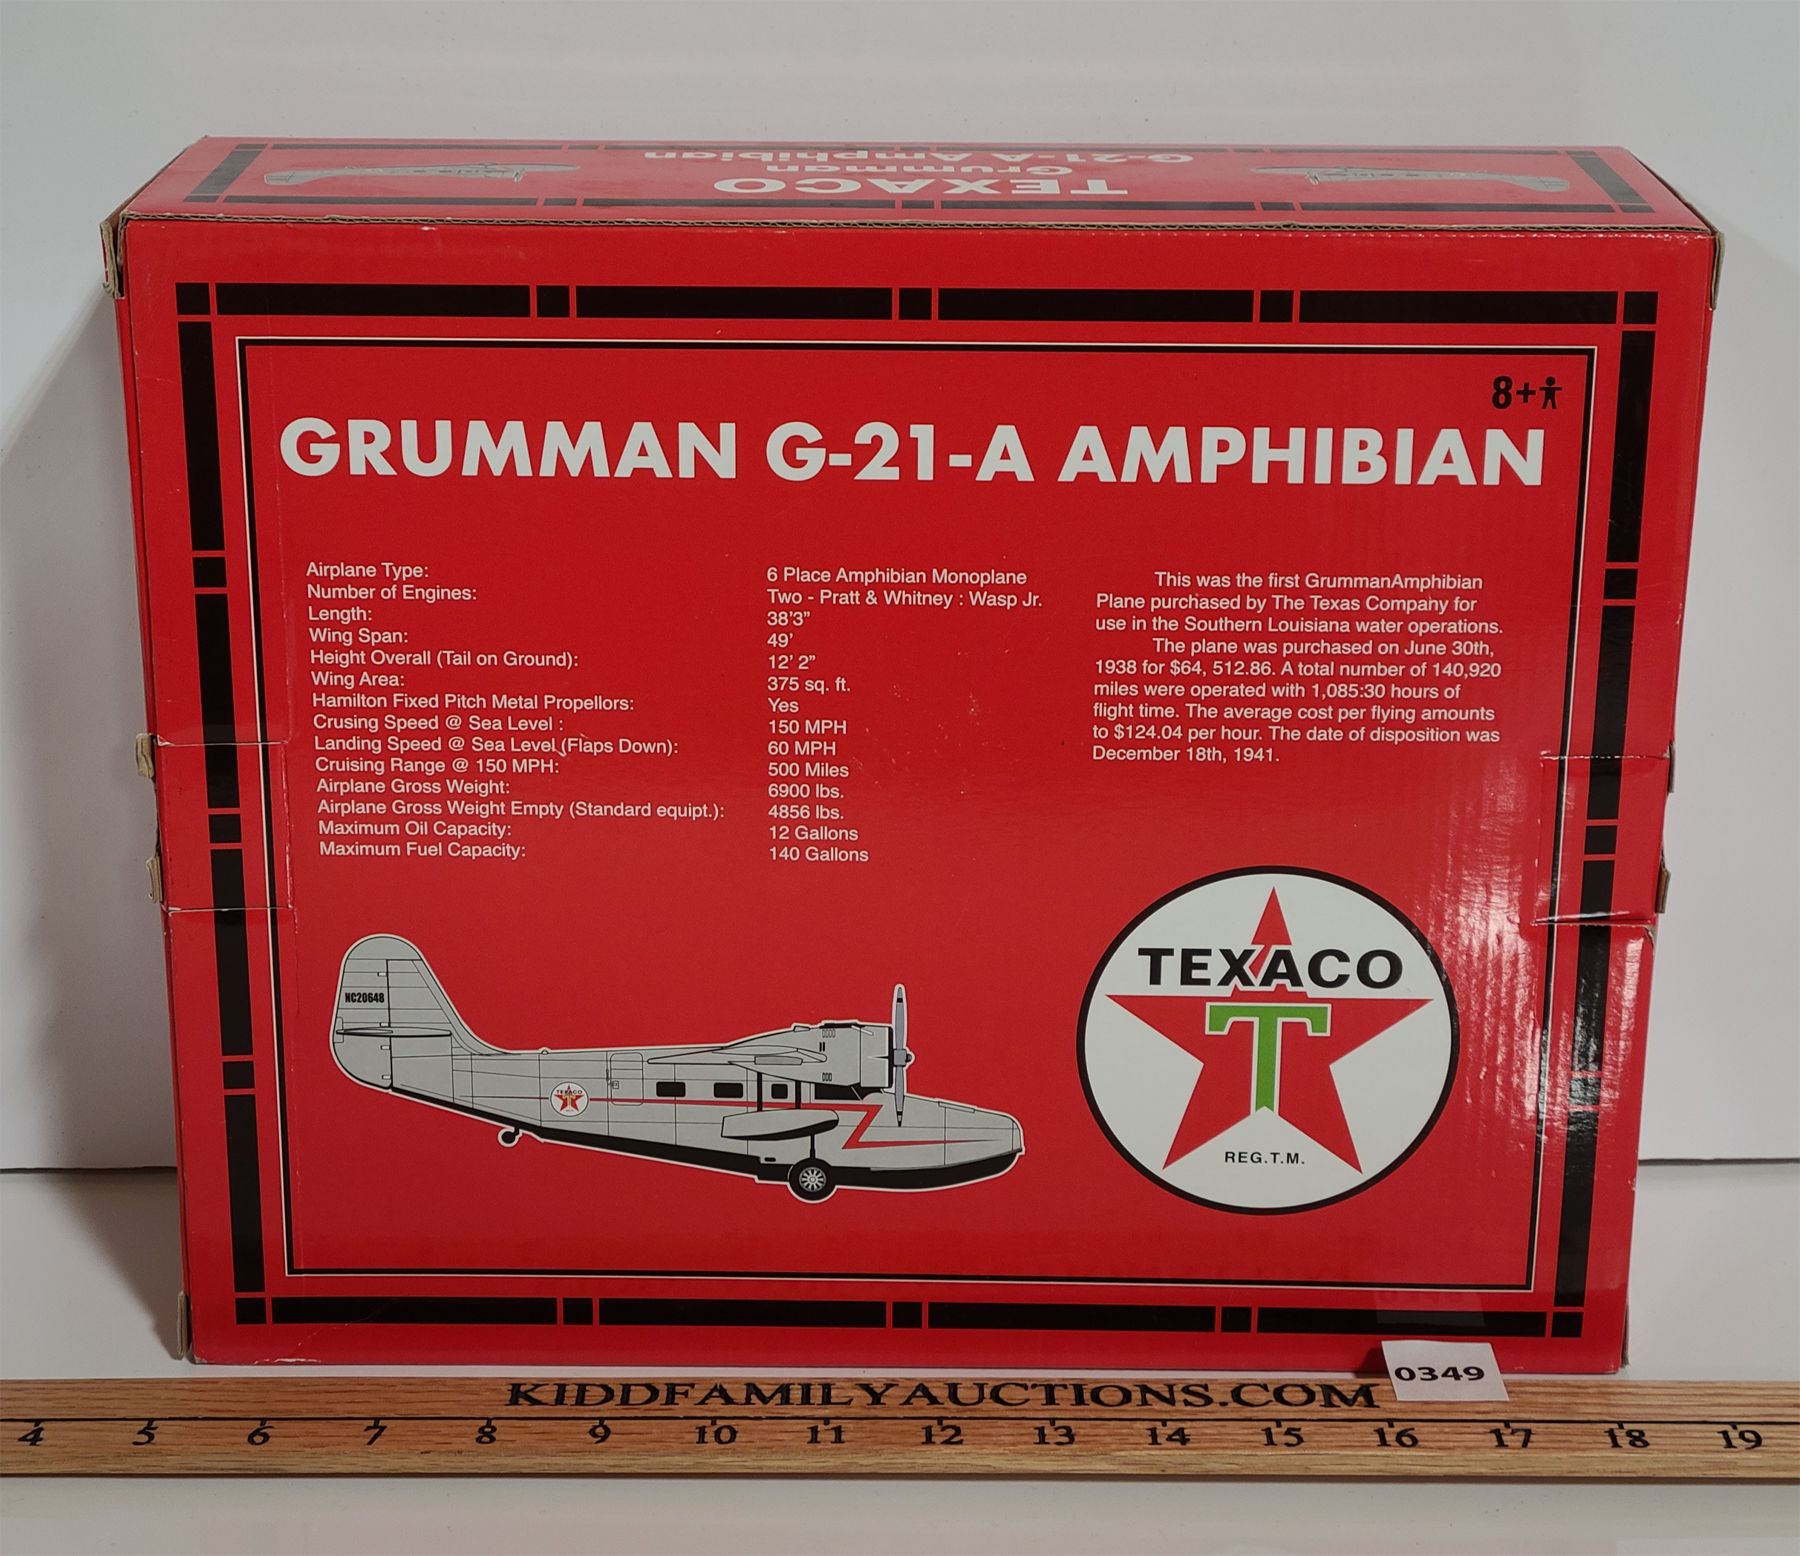 TEXACO
Grumman
G-21-A Amphibian
8+
GRUMMAN G-21-A AMPHIBIAN
Airplane Type: 6 Place Amphibian Monoplane
Number of Engines: Two - Pratt & Whitney : Wasp Jr.
Length: 38'3"
Wing Span: 49'
Height Overall (Tail on Ground): 12' 2"
Wing Area: 375 sq. ft.
Hamilton Fixed Pitch Metal Propellors: Yes
Crusing Speed @ Sea Level : 150 MPH
Landing Speed @ Sea Level (Flaps Down): 60 MPH
Cruising Range @ 150 MPH: 500 Miles
Airplane Gross Weight: 6900 lbs.
Airplane Gross Weight Empty (Standard equipt.): 4856 lbs.
Maximum Oil Capacity: 12 Gallons
Maximum Fuel Capacity: 140 Gallons
This was the first GrummanAmphibian
Plane purchased by The Texas Company for
use in the Southern Louisiana water operations.
The plane was purchased on June 30th,
1938 for $64, 512.86. A total number of 140,920
miles were operated with 1,085:30 hours of
flight time. The average cost per flying amounts
to $124.04 per hour. The date of disposition was
December 18th, 1941.
NC20648
TEXACO
T
TEXACO
T
REG.T.M.
0349
KIDDFAMILYAUCTIONS.COM
4 5 6 7 8 9 10 11 12 13 14 15 16 17 18 19